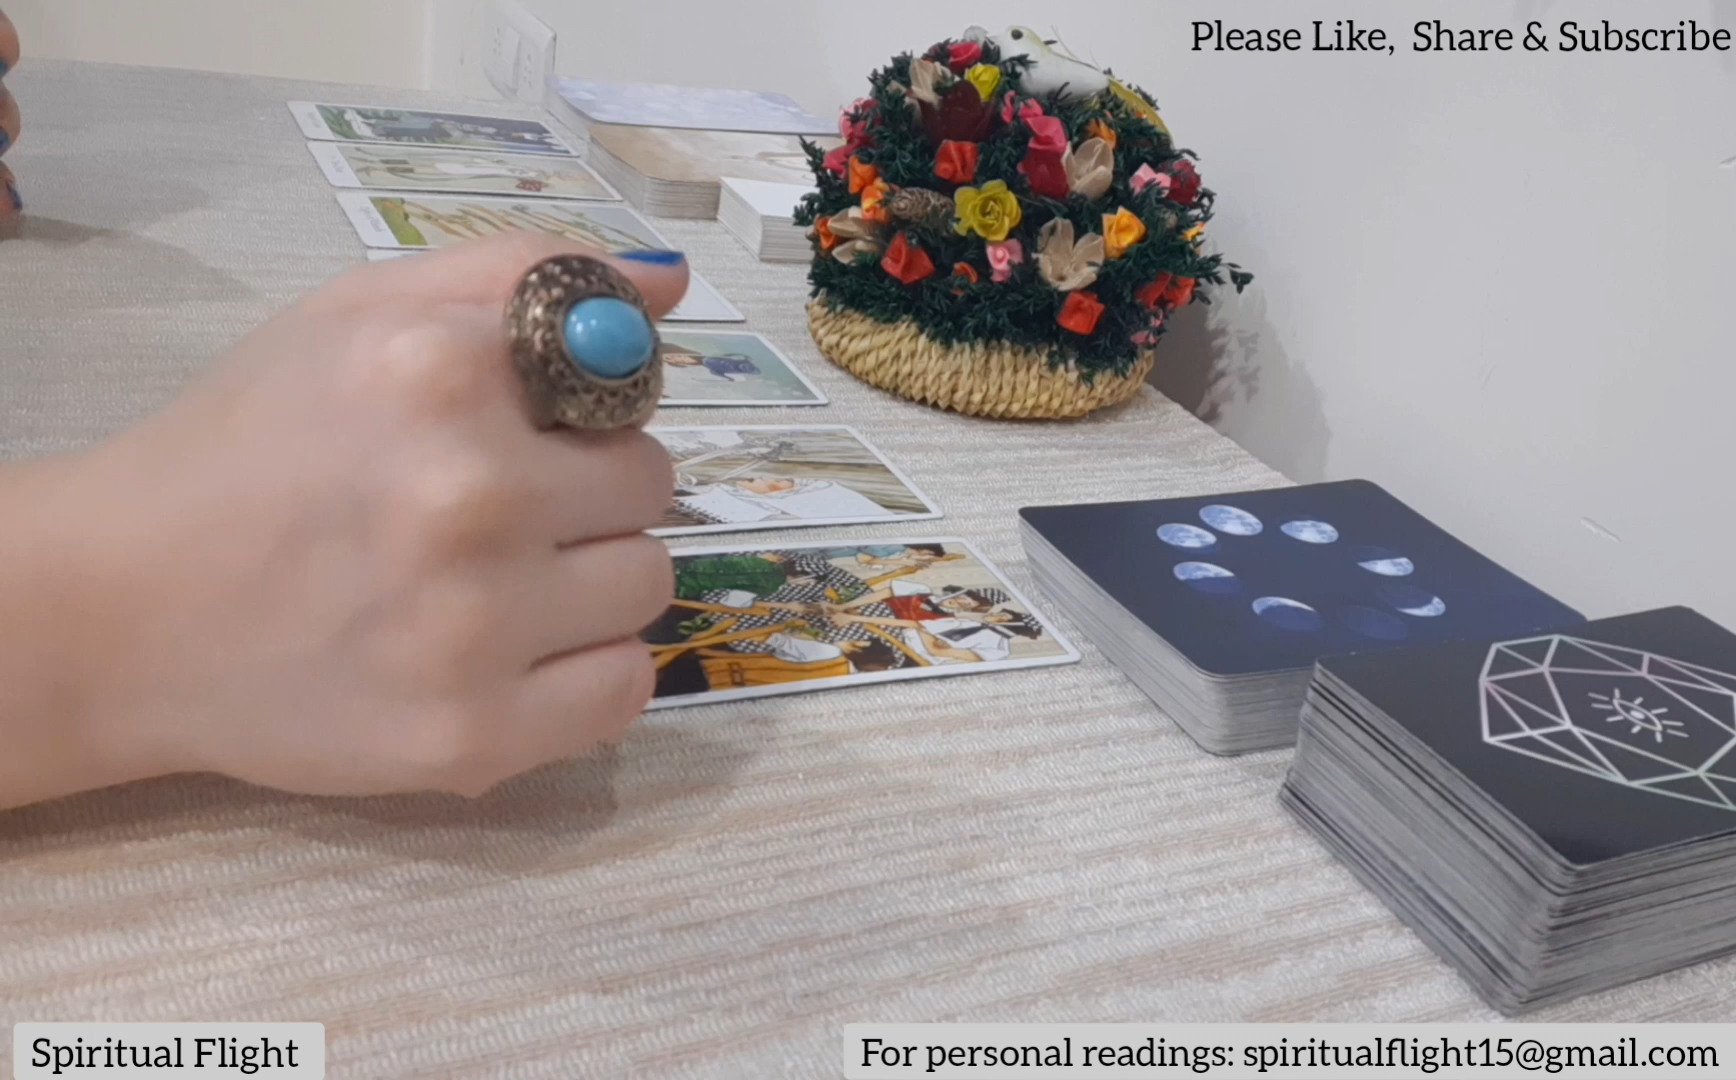 Please Like, Share & Subscribe
Spiritual Flight
For personal readings: spiritualflight15@gmail.com